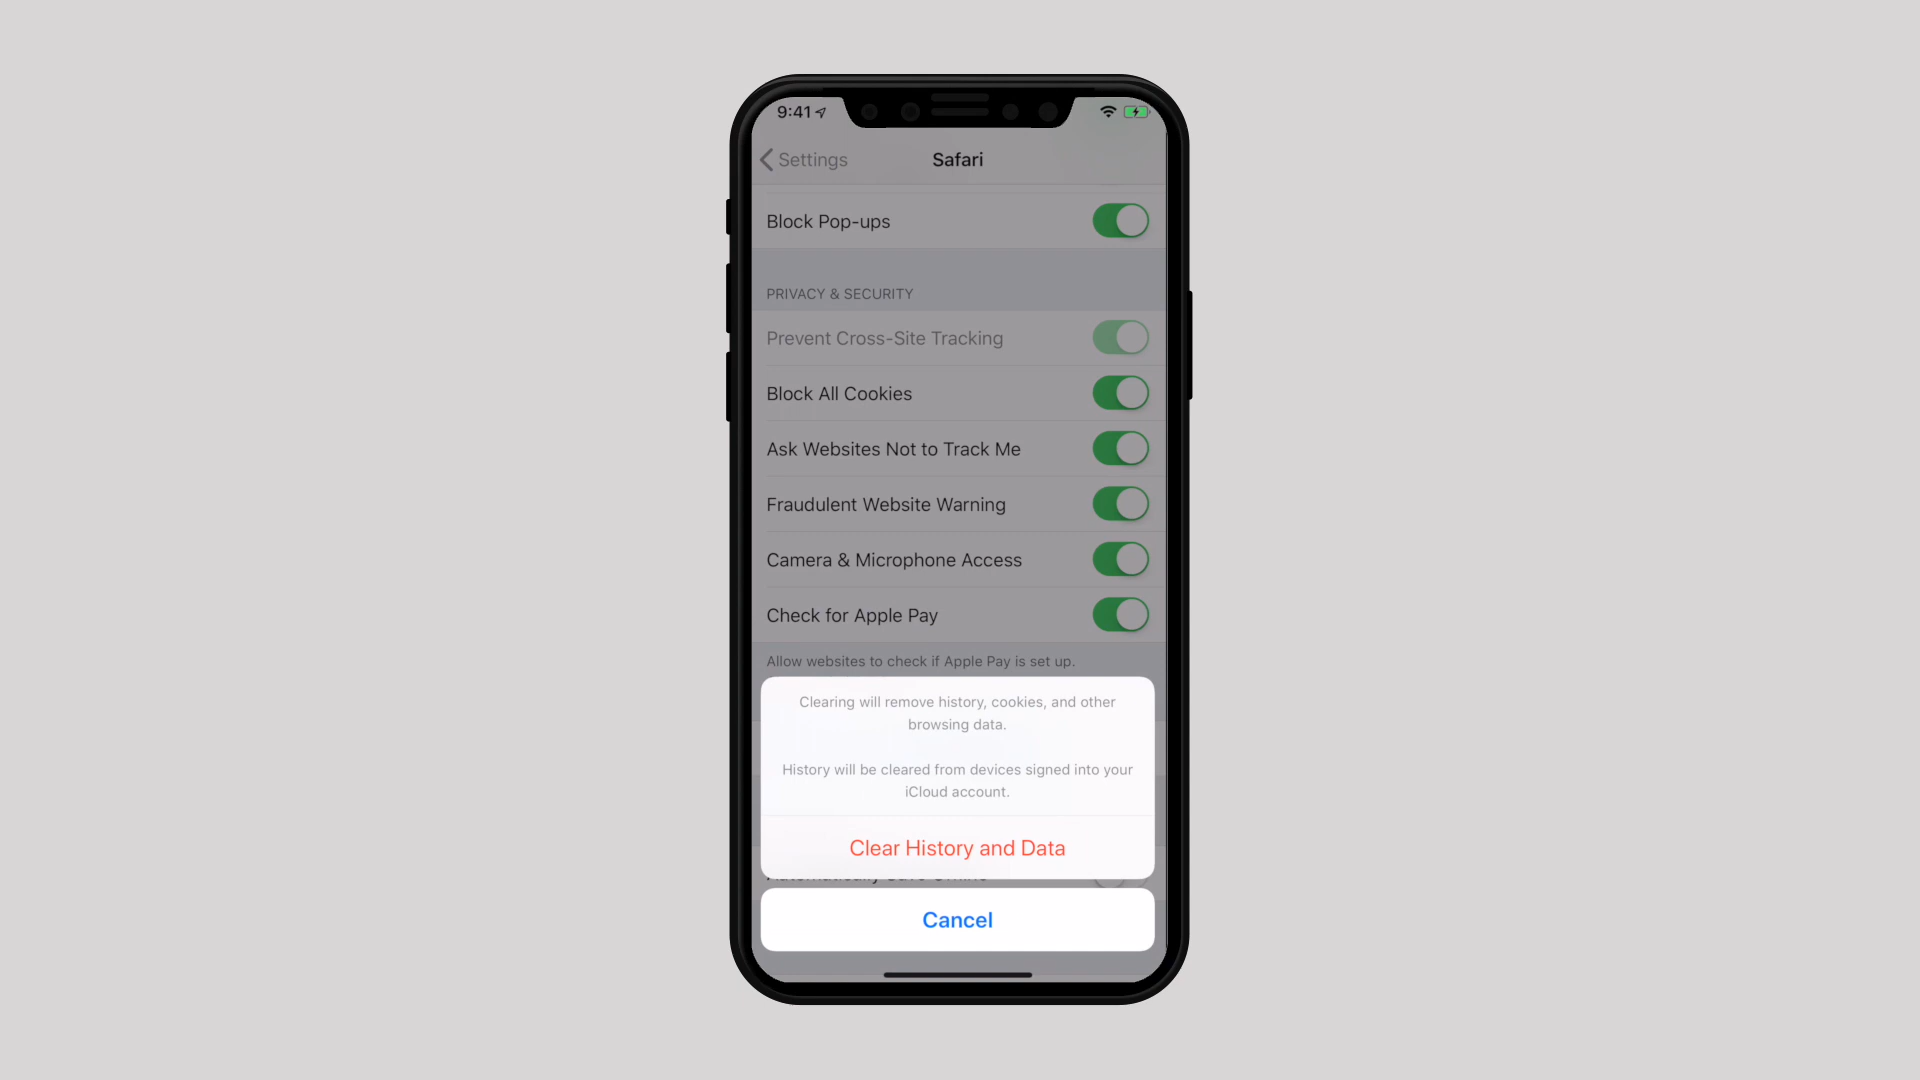 9:41
Settings
Safari
Block Pop-ups
PRIVACY & SECURITY
Prevent Cross-Site Tracking
Block All Cookies
Ask Websites Not to Track Me
Fraudulent Website Warning
Camera & Microphone Access
Check for Apple Pay
Allow websites to check if Apple Pay is set up.
Clearing will remove history, cookies, and other
browsing data.
History will be cleared from devices signed into your
iCloud account.
Clear History and Data
Cancel